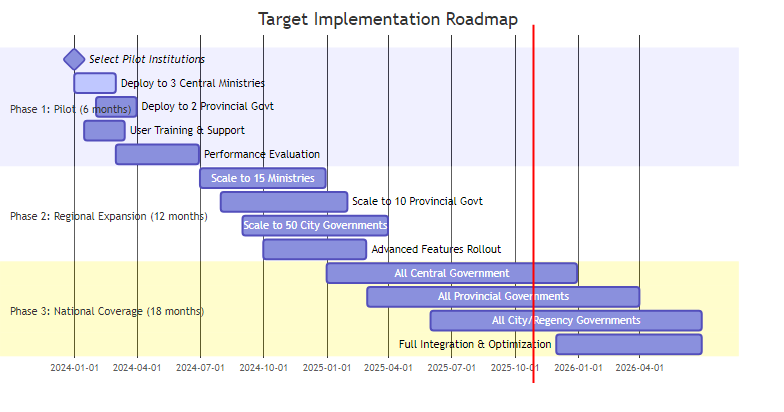 Target Implementation Roadmap
Select Pilot Institutions
Deploy to 3 Central Ministries
Phase 1: Pilot (6 months)
Deploy to 2 Provincial Govt
User Training & Support
Performance Evaluation
Scale to 15 Ministries
Scale to 10 Provincial Govt
Phase 2: Regional Expansion (12 months)
Scale to 50 City Governments
Advanced Features Rollout
All Central Government
All Provincial Governments
Phase 3: National Coverage (18 months)
All City/Regency Governments
Full Integration & Optimization
2024-01-01 2024-04-01 2024-07-01 2024-10-01 2025-01-01 2025-04-01 2025-07-01 2025-10-01 2026-01-01 2026-04-01